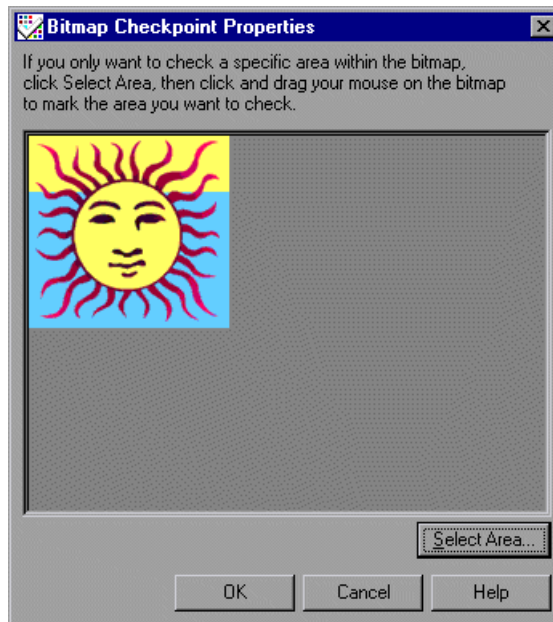 Bitmap Checkpoint Properties
If you only want to check a specific area within the bitmap,
click Select Area, then click and drag your mouse on the bitmap
to mark the area you want to check.
Select Area...
OK
Cancel
Help